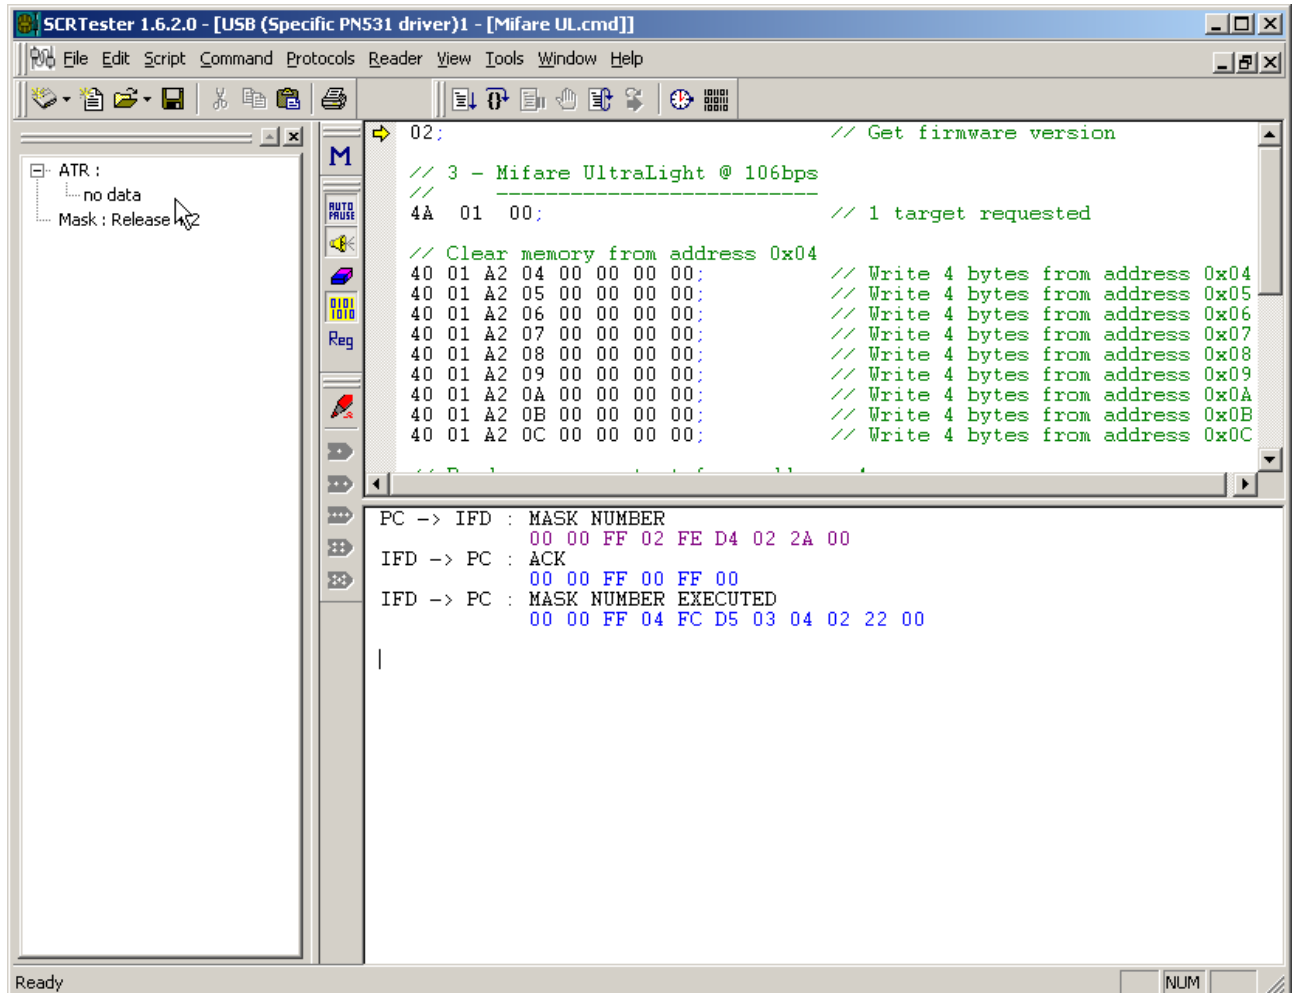 SCRTester 1.6.2.0 - [USB (Specific PN531 driver)1 - [Mifare UL.cmd]]
File Edit Script Command Protocols Reader View Tools Window Help
ATR :
no data
Mask : Release 4.2
M
AUTO PAUSE
0101 1010
Reg
02; // Get firmware version
// 3 - Mifare UltraLight @ 106bps
// --------------------------
4A 01 00; // 1 target requested
// Clear memory from address 0x04
40 01 A2 04 00 00 00 00; // Write 4 bytes from address 0x04
40 01 A2 05 00 00 00 00; // Write 4 bytes from address 0x05
40 01 A2 06 00 00 00 00; // Write 4 bytes from address 0x06
40 01 A2 07 00 00 00 00; // Write 4 bytes from address 0x07
40 01 A2 08 00 00 00 00; // Write 4 bytes from address 0x08
40 01 A2 09 00 00 00 00; // Write 4 bytes from address 0x09
40 01 A2 0A 00 00 00 00; // Write 4 bytes from address 0x0A
40 01 A2 0B 00 00 00 00; // Write 4 bytes from address 0x0B
40 01 A2 0C 00 00 00 00; // Write 4 bytes from address 0x0C
PC -> IFD : MASK NUMBER
00 00 FF 02 FE D4 02 2A 00
IFD -> PC : ACK
00 00 FF 00 FF 00
IFD -> PC : MASK NUMBER EXECUTED
00 00 FF 04 FC D5 03 04 02 22 00
Ready
NUM